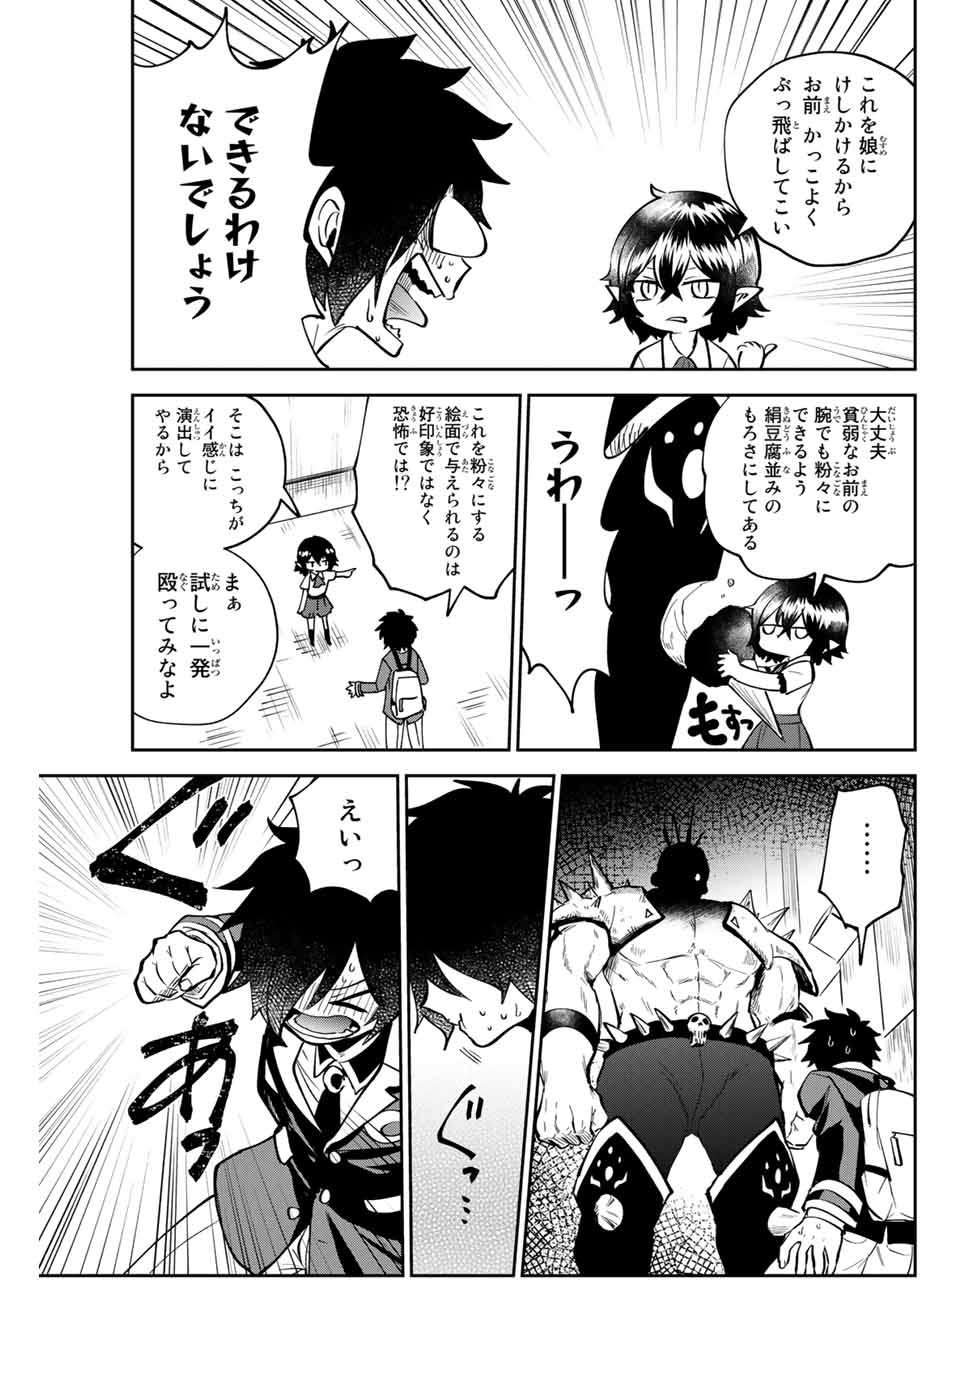 これを娘に
けしかけるから
お前 かっこよく
ぶっ飛ばしてこい
できるわけ
ないでしょう
大丈夫
貧弱なお前の
腕でも粉々に
できるよう
絹豆腐並みの
もろさにしてある
もすっ
うわーーっ
これを粉々にする
絵面で与えられるのは
好印象ではなく
恐怖では!?
そこは こっちが
イイ感じに
演出して
やるから
まぁ
試しに一発
殴ってみなよ
……
ぐっ…
えいっ
ぐ
あっ